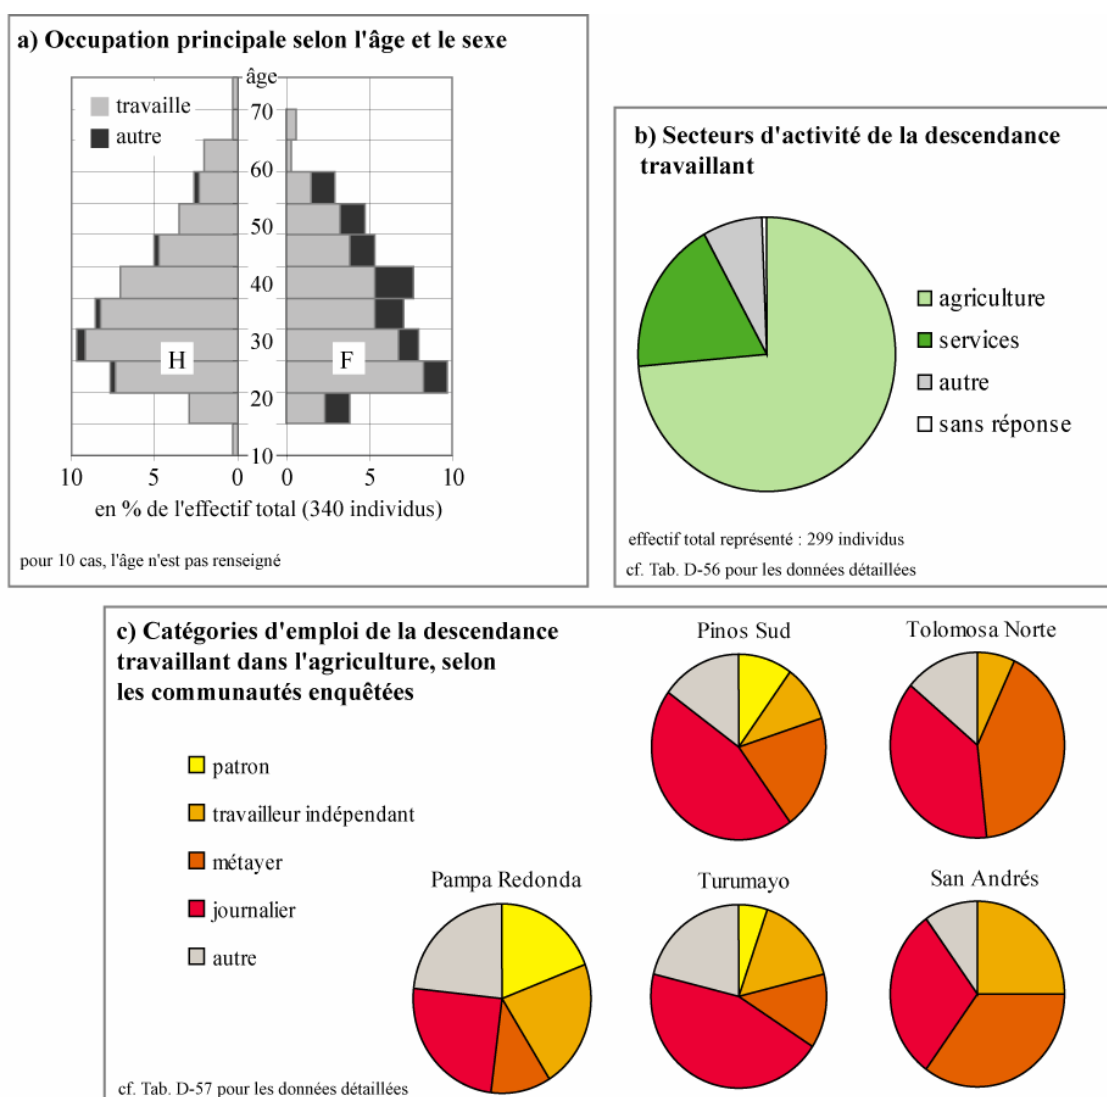 a) Occupation principale selon l'âge et le sexe
âge
travaille
autre
70
60
50
40
30
20
10
H
F
10 5 0 0 5 10
en % de l'effectif total (340 individus)
pour 10 cas, l'âge n'est pas renseigné
b) Secteurs d'activité de la descendance
travaillant
agriculture
services
autre
sans réponse
effectif total représenté : 299 individus
cf. Tab. D-56 pour les données détaillées
c) Catégories d'emploi de la descendance
travaillant dans l'agriculture, selon
les communautés enquêtées
patron
travailleur indépendant
métayer
journalier
autre
Pinos Sud
Tolomosa Norte
Pampa Redonda
Turumayo
San Andrés
cf. Tab. D-57 pour les données détaillées